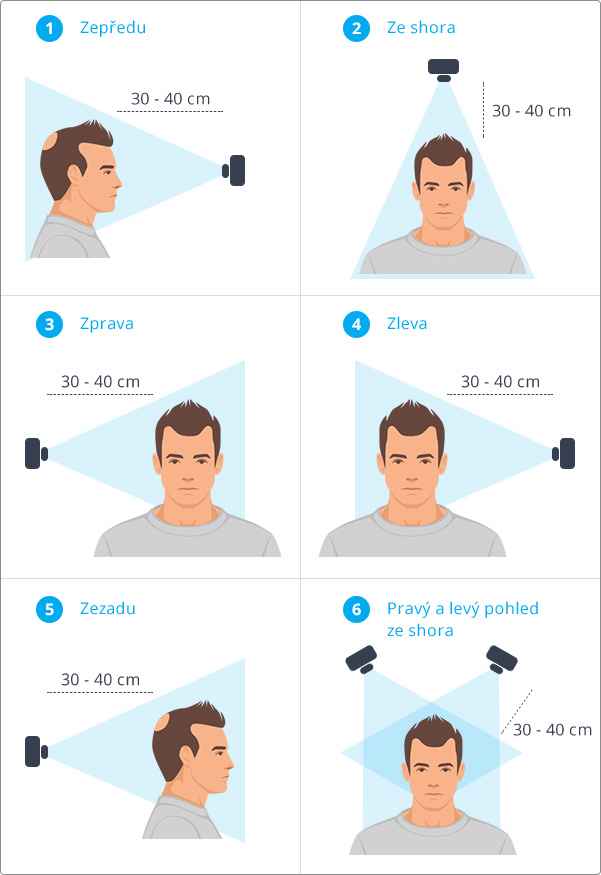 1 Zepředu
30 - 40 cm
2 Ze shora
30 - 40 cm
3 Zprava
30 - 40 cm
4 Zleva
30 - 40 cm
5 Zezadu
30 - 40 cm
6 Pravý a levý pohled
ze shora
30 - 40 cm